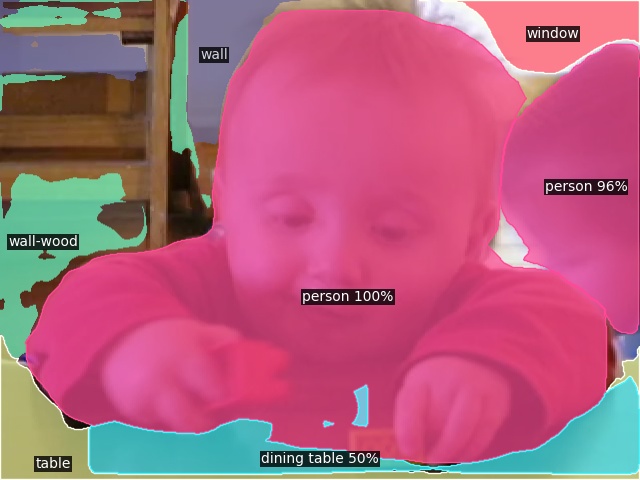 window
wall
person 96%
wall-wood
person 100%
dining table 50%
table